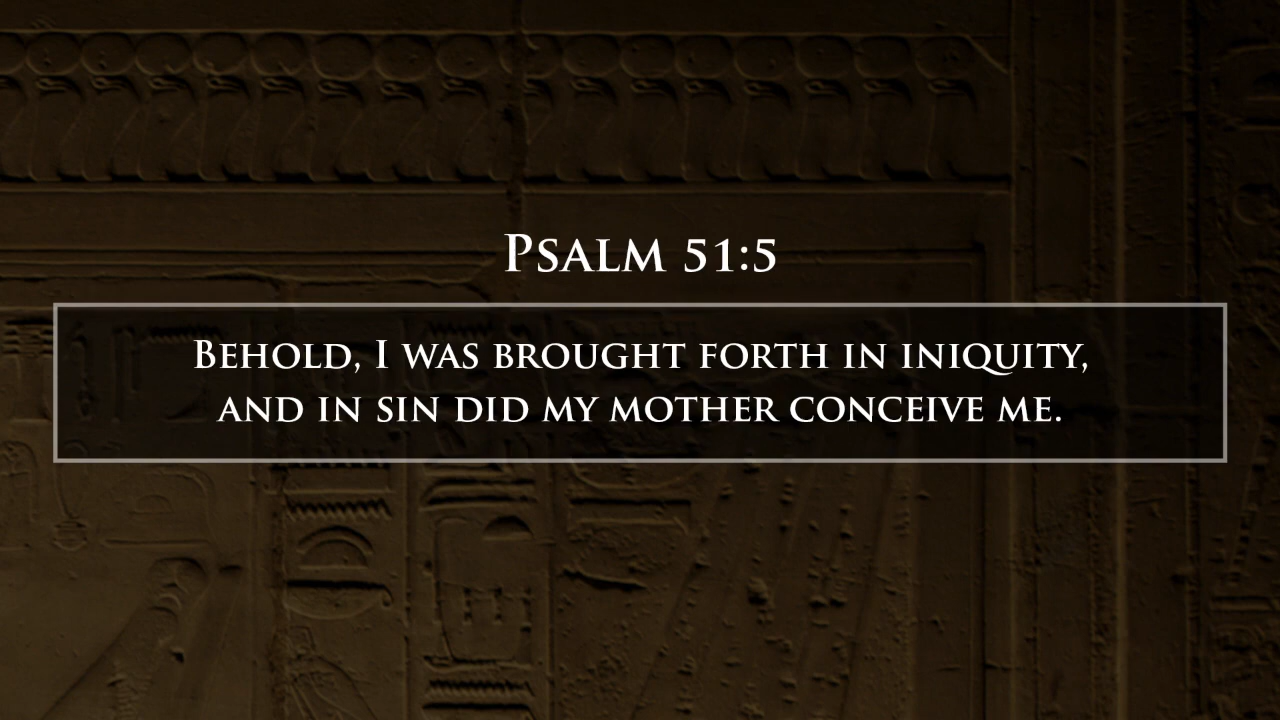 Psalm 51:5
Behold, I was brought forth in iniquity,
and in sin did my mother conceive me.